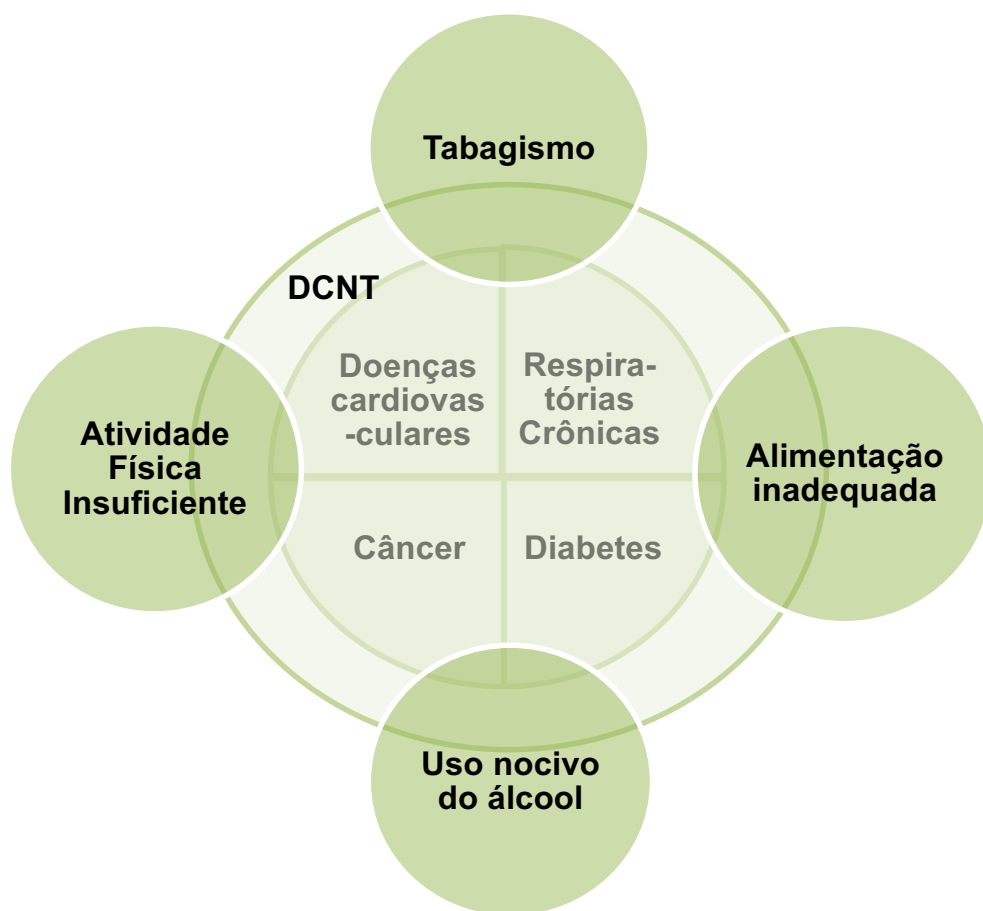 Tabagismo
DCNT
Doenças
cardiovas
-culares
Respira-
tórias
Crônicas
Atividade
Física
Insuficiente
Alimentação
inadequada
Câncer
Diabetes
Uso nocivo
do álcool